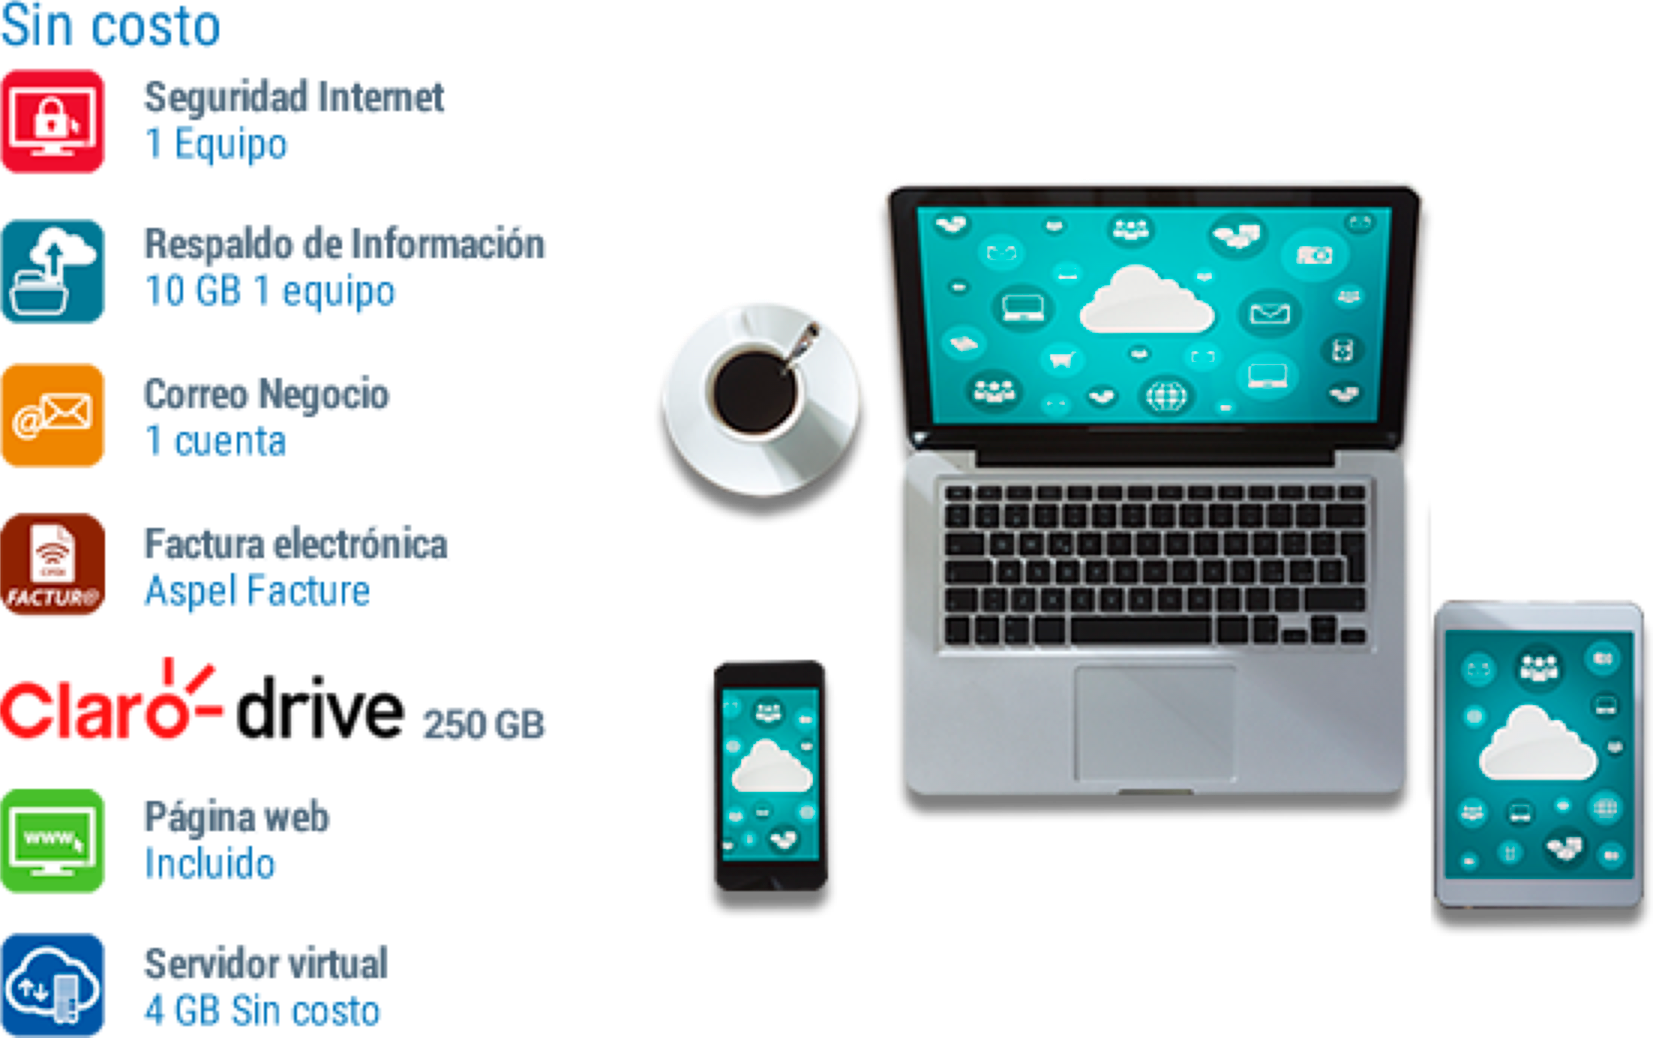 Sin costo
Seguridad Internet
1 Equipo
Respaldo de Información
10 GB 1 equipo
@
Correo Negocio
1 cuenta
FACTUR@
Factura electrónica
Aspel Facture
Claro-drive 250 GB
www
Página web
Incluido
Servidor virtual
4 GB Sin costo